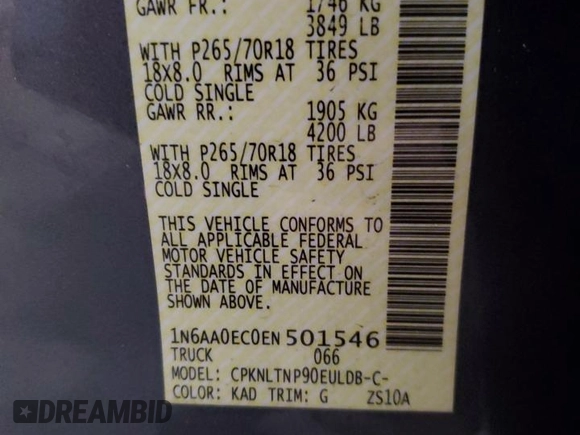 GAWR FR.: 1746 KG
3849 LB
WITH P265/70R18 TIRES
18X8.0 RIMS AT 36 PSI
COLD SINGLE
GAWR RR.: 1905 KG
4200 LB
WITH P265/70R18 TIRES
18X8.0 RIMS AT 36 PSI
COLD SINGLE
THIS VEHICLE CONFORMS TO
ALL APPLICABLE FEDERAL
MOTOR VEHICLE SAFETY
STANDARDS IN EFFECT ON
THE DATE OF MANUFACTURE
SHOWN ABOVE.
1N6AA0EC0EN501546
TRUCK 066
MODEL: CPKNLTNP90EULDB-C-
COLOR: KAD TRIM: G ZS10A
DREAMBID